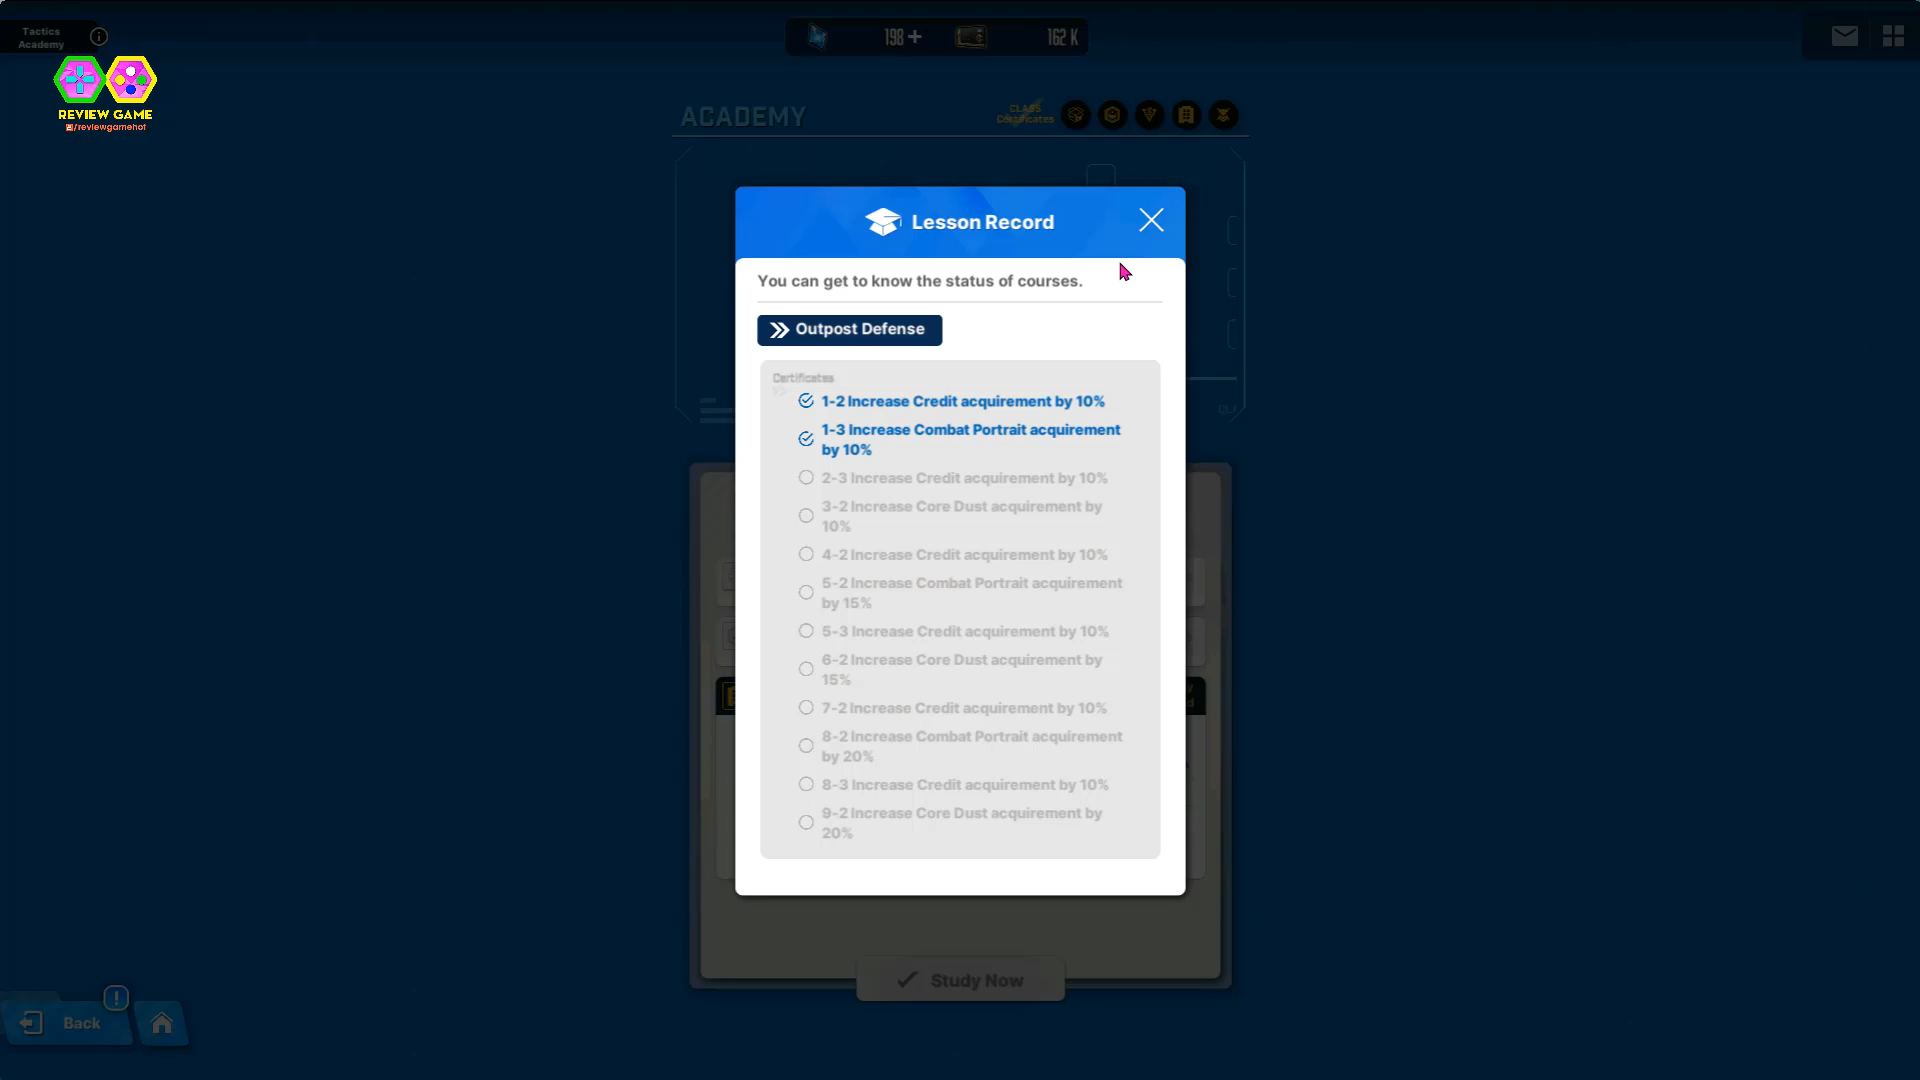 Tactics
Academy
198+
162 K
REVIEW GAME
/reviewgamehot
ACADEMY
CLASS
Certificates
Lesson Record
You can get to know the status of courses.
Outpost Defense
Certificates
1-2 Increase Credit acquirement by 10%
1-3 Increase Combat Portrait acquirement
by 10%
2-3 Increase Credit acquirement by 10%
3-2 Increase Core Dust acquirement by
10%
4-2 Increase Credit acquirement by 10%
5-2 Increase Combat Portrait acquirement
by 15%
5-3 Increase Credit acquirement by 10%
6-2 Increase Core Dust acquirement by
15%
7-2 Increase Credit acquirement by 10%
8-2 Increase Combat Portrait acquirement
by 20%
8-3 Increase Credit acquirement by 10%
9-2 Increase Core Dust acquirement by
20%
Study Now
Back